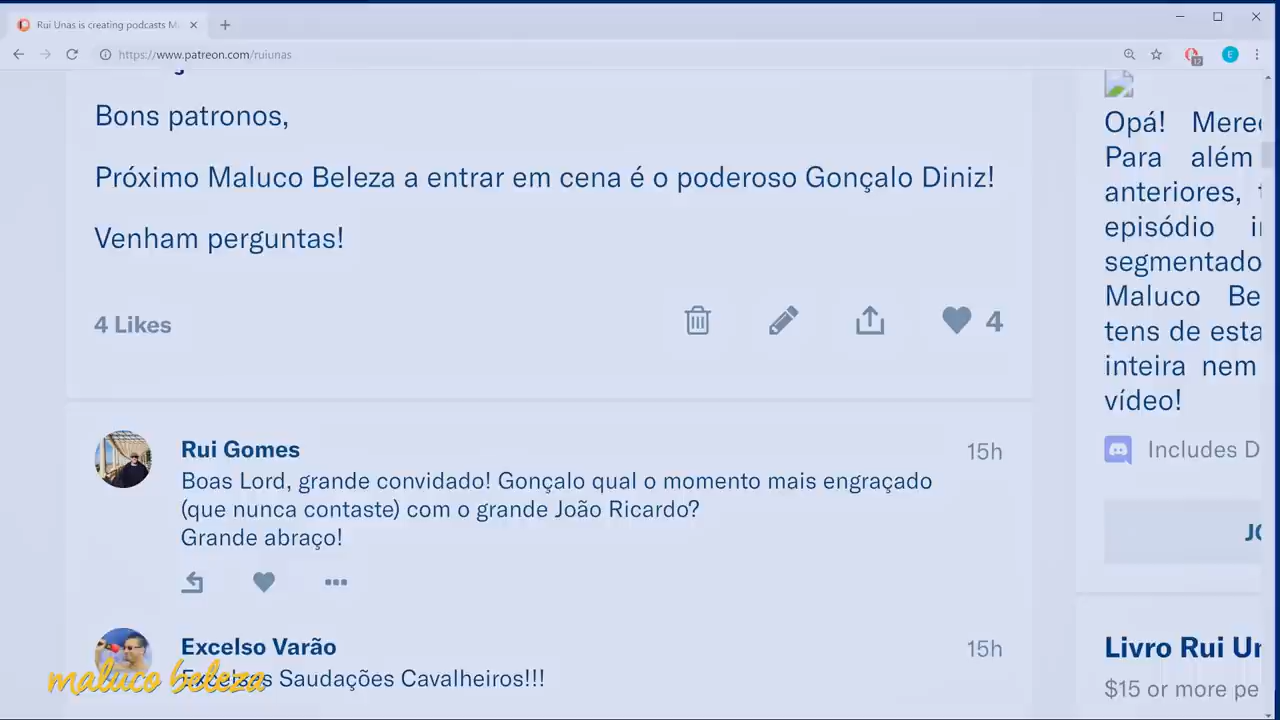 Rui Unas is creating podcasts M
https://www.patreon.com/ruiunas
12
E
Bons patronos,
Próximo Maluco Beleza a entrar em cena é o poderoso Gonçalo Diniz!
Venham perguntas!
4 Likes
4
Rui Gomes
15h
Boas Lord, grande convidado! Gonçalo qual o momento mais engraçado
(que nunca contaste) com o grande João Ricardo?
Grande abraço!
Excelso Varão
15h
Saudações Cavalheiros!!!
maluco beleza
Opá!
Para além
anteriores,
episódio
segmentado
Maluco Be
tens de esta
inteira nem
vídeo!
Includes D
JO
Livro Rui Un
$15 or more pe